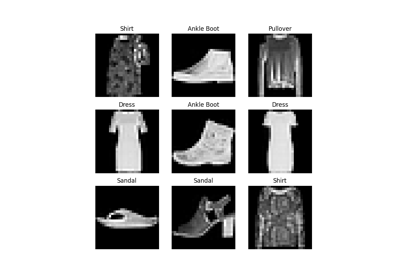 Shirt
Ankle Boot
Pullover
Dress
Ankle Boot
Dress
Sandal
Sandal
Shirt